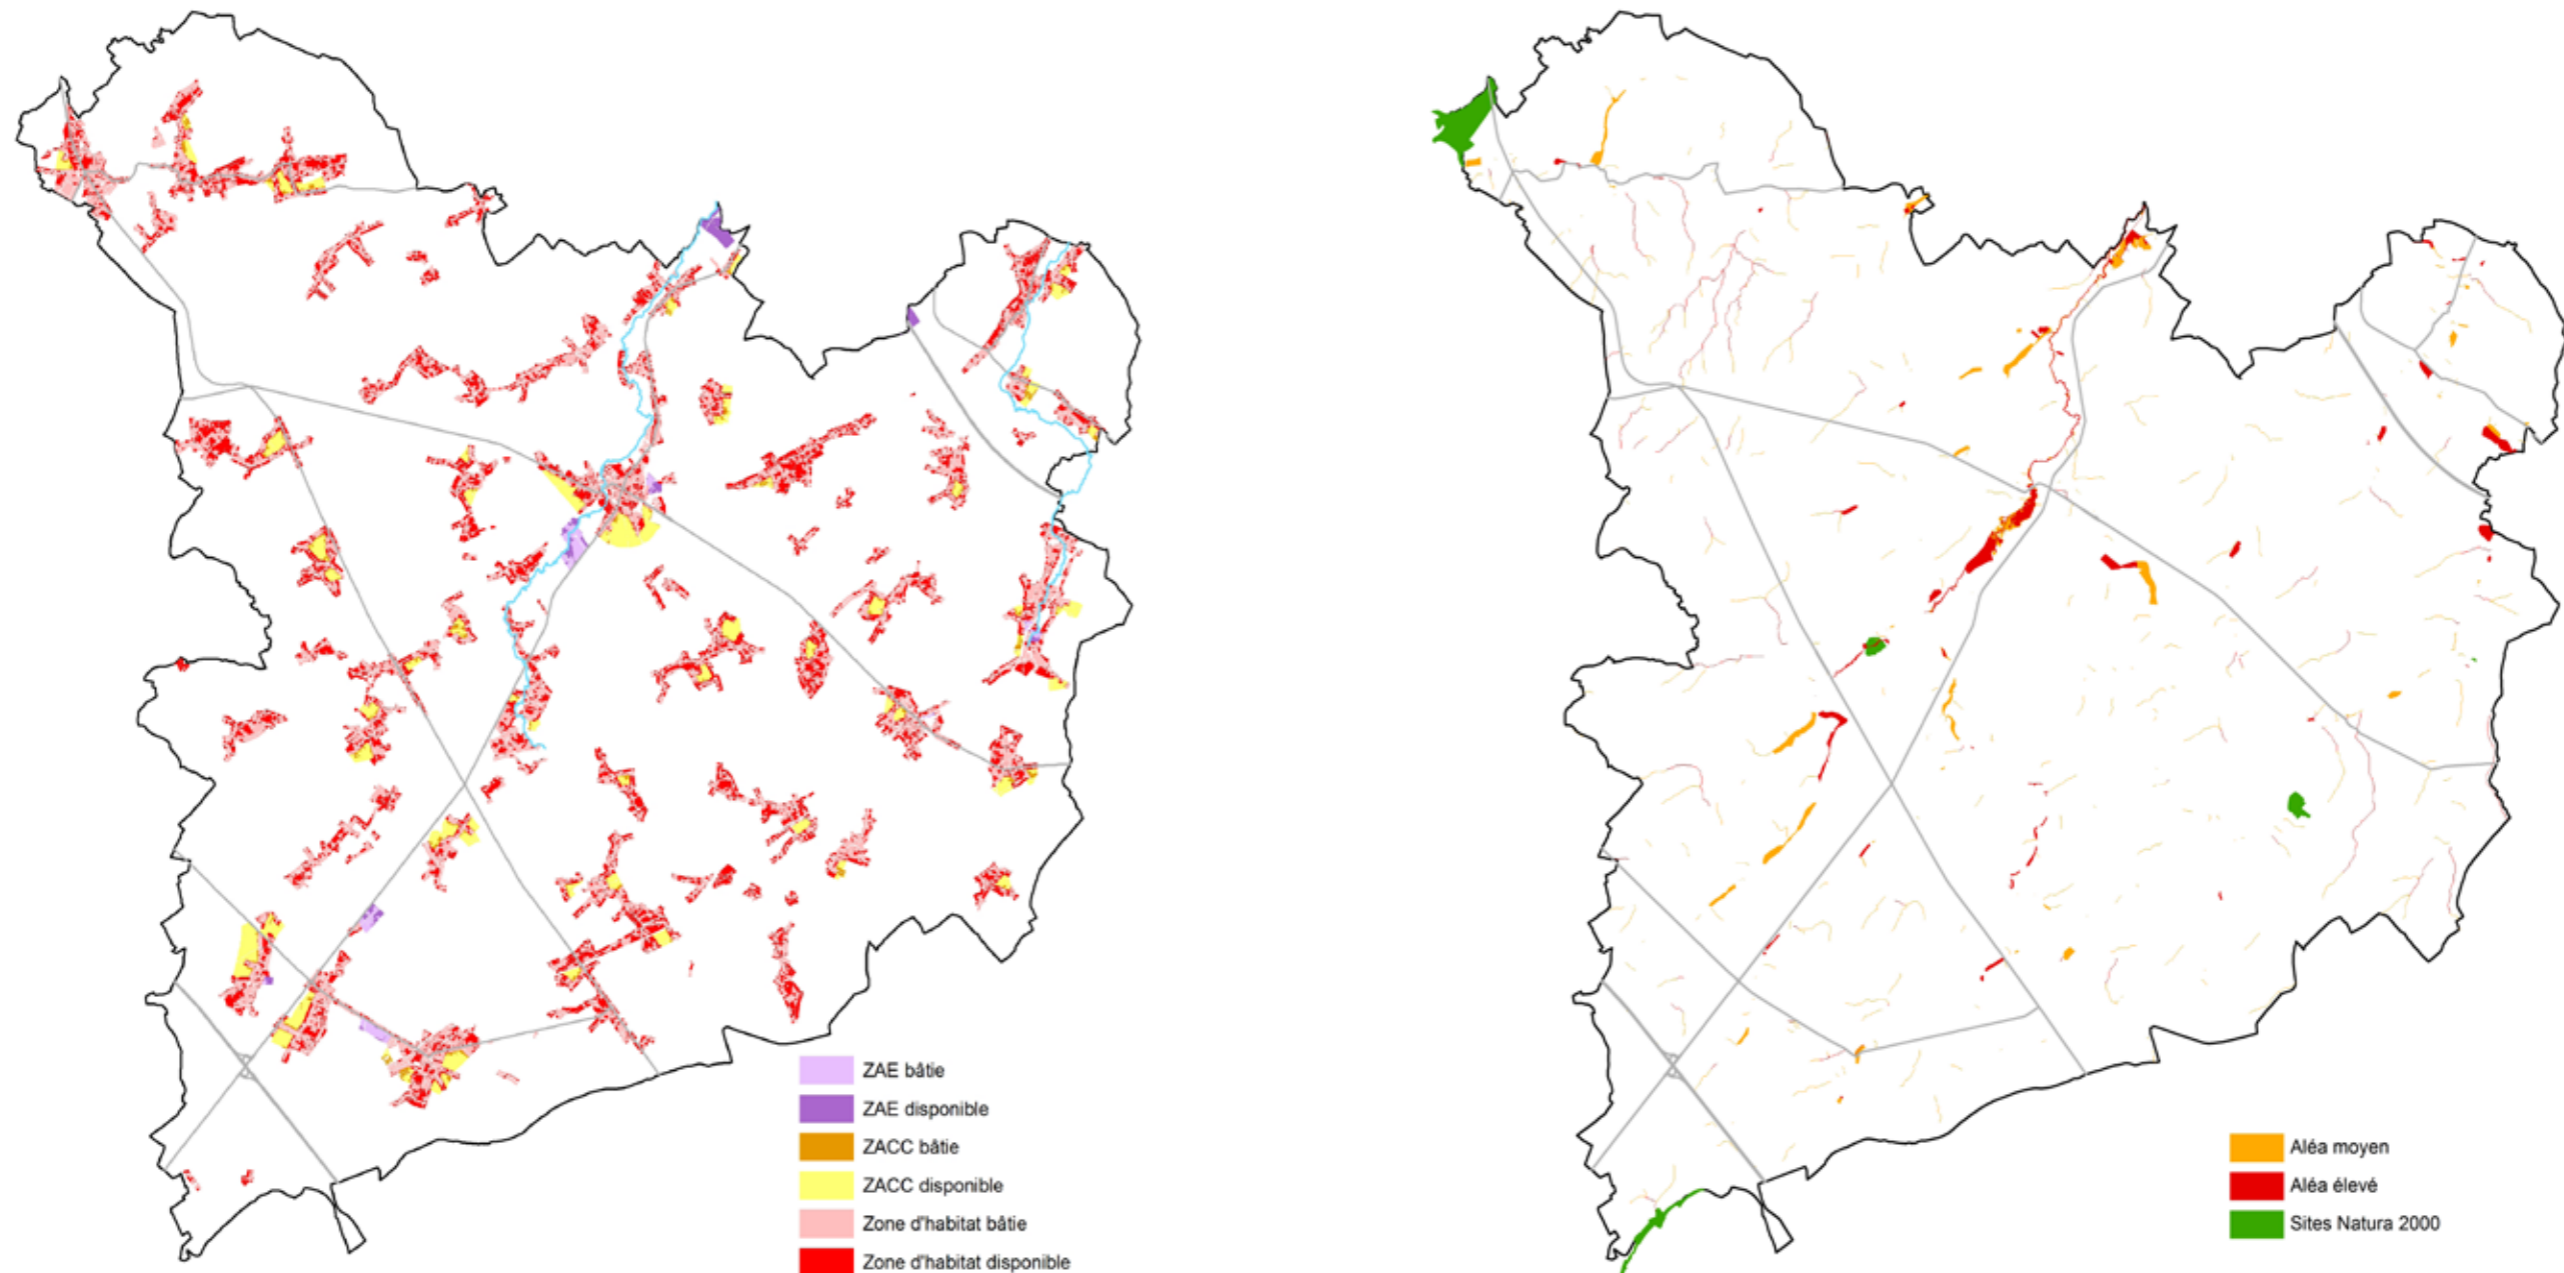 ZAE bâtie
ZAE disponible
ZACC bâtie
ZACC disponible
Zone d'habitat bâtie
Zone d'habitat disponible
Aléa moyen
Aléa élevé
Sites Natura 2000